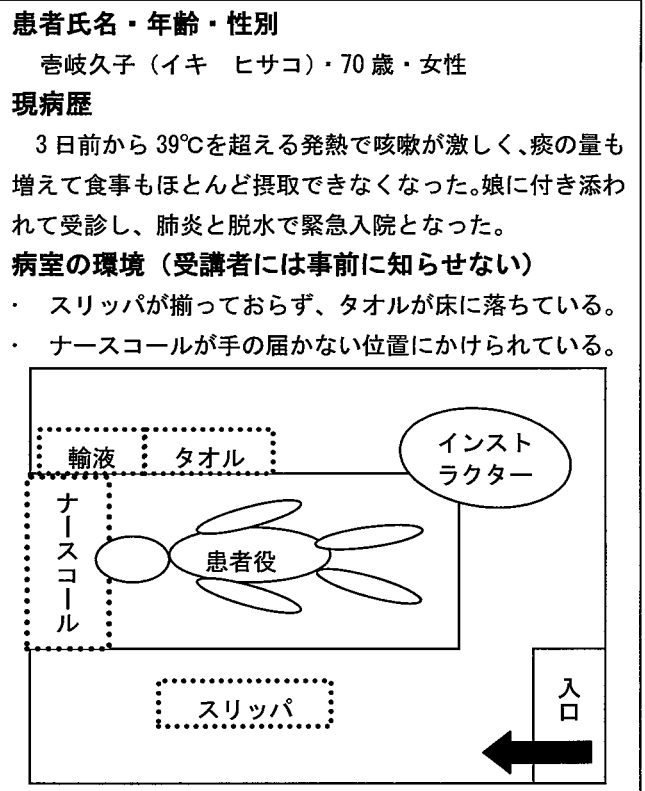 患者氏名・年齢・性別
壱岐久子(イキ ヒサコ)・70 歳・女性
現病歴
3 日前から 39℃を超える発熱で咳嗽が激しく、痰の量も
増えて食事もほとんど摂取できなくなった。娘に付き添わ
れて受診し、肺炎と脱水で緊急入院となった。
病室の環境(受講者には事前に知らせない)
・ スリッパが揃っておらず、タオルが床に落ちている。
・ ナースコールが手の届かない位置にかけられている。
輸液
タオル
インスト
ラクター
ナースコール
患者役
スリッパ
入口